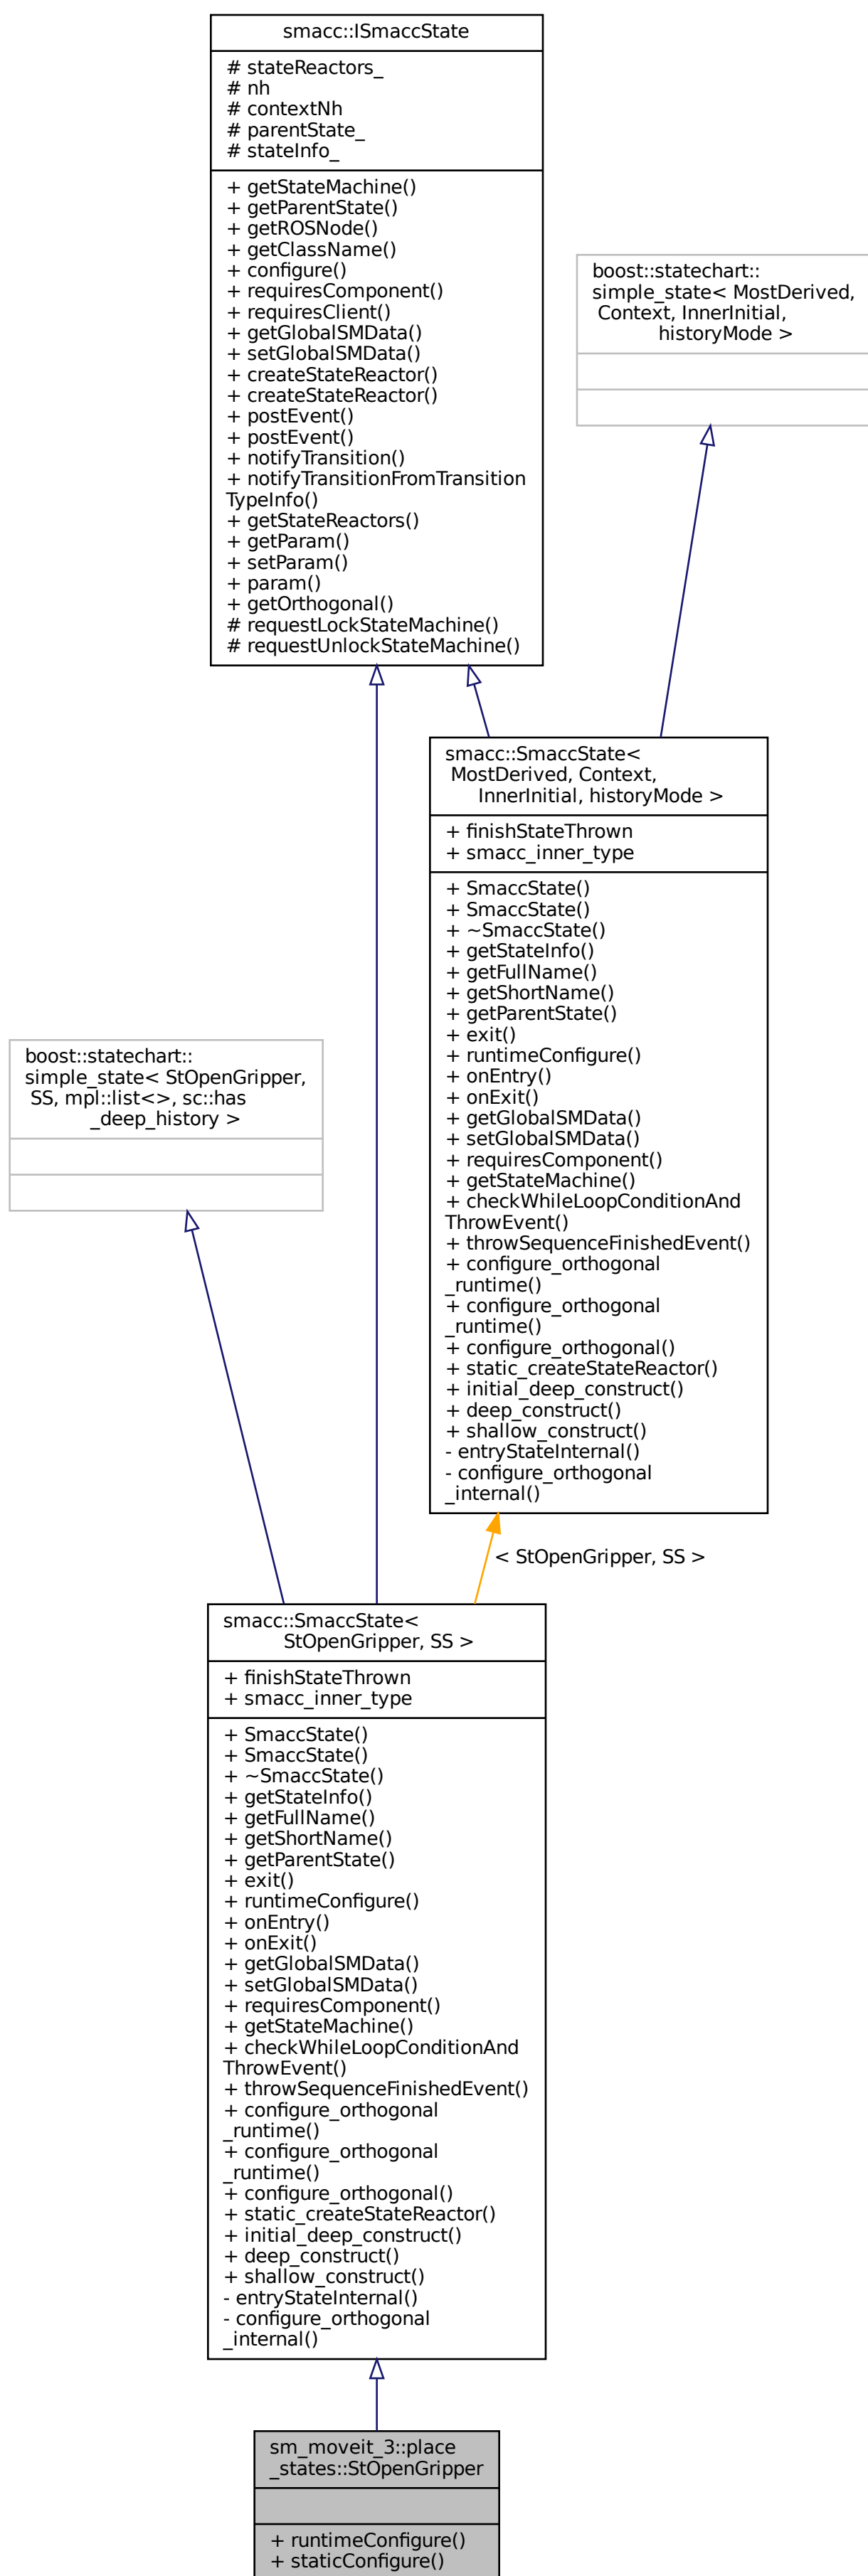 smacc::ISmaccState
# stateReactors_
# nh
# contextNh
# parentState_
# stateInfo_
+ getStateMachine()
+ getParentState()
+ getROSNode()
+ getClassName()
+ configure()
+ requiresComponent()
+ requiresClient()
+ getGlobalSMData()
+ setGlobalSMData()
+ createStateReactor()
+ createStateReactor()
+ postEvent()
+ postEvent()
+ notifyTransition()
+ notifyTransitionFromTransition
TypeInfo()
+ getStateReactors()
+ getParam()
+ setParam()
+ param()
+ getOrthogonal()
# requestLockStateMachine()
# requestUnlockStateMachine()
boost::statechart::
simple_state< MostDerived,
Context, InnerInitial,
historyMode >
smacc::SmaccState<
MostDerived, Context,
InnerInitial, historyMode >
+ finishStateThrown
+ smacc_inner_type
+ SmaccState()
+ SmaccState()
+ ~SmaccState()
+ getStateInfo()
+ getFullName()
+ getShortName()
+ getParentState()
+ exit()
+ runtimeConfigure()
+ onEntry()
+ onExit()
+ getGlobalSMData()
+ setGlobalSMData()
+ requiresComponent()
+ getStateMachine()
+ checkWhileLoopConditionAnd
ThrowEvent()
+ throwSequenceFinishedEvent()
+ configure_orthogonal
_runtime()
+ configure_orthogonal
_runtime()
+ configure_orthogonal()
+ static_createStateReactor()
+ initial_deep_construct()
+ deep_construct()
+ shallow_construct()
- entryStateInternal()
- configure_orthogonal
_internal()
boost::statechart::
simple_state< StOpenGripper,
SS, mpl::list<>, sc::has
_deep_history >
< StOpenGripper, SS >
smacc::SmaccState<
StOpenGripper, SS >
+ finishStateThrown
+ smacc_inner_type
+ SmaccState()
+ SmaccState()
+ ~SmaccState()
+ getStateInfo()
+ getFullName()
+ getShortName()
+ getParentState()
+ exit()
+ runtimeConfigure()
+ onEntry()
+ onExit()
+ getGlobalSMData()
+ setGlobalSMData()
+ requiresComponent()
+ getStateMachine()
+ checkWhileLoopConditionAnd
ThrowEvent()
+ throwSequenceFinishedEvent()
+ configure_orthogonal
_runtime()
+ configure_orthogonal
_runtime()
+ configure_orthogonal()
+ static_createStateReactor()
+ initial_deep_construct()
+ deep_construct()
+ shallow_construct()
- entryStateInternal()
- configure_orthogonal
_internal()
sm_moveit_3::place
_states::StOpenGripper
+ runtimeConfigure()
+ staticConfigure()